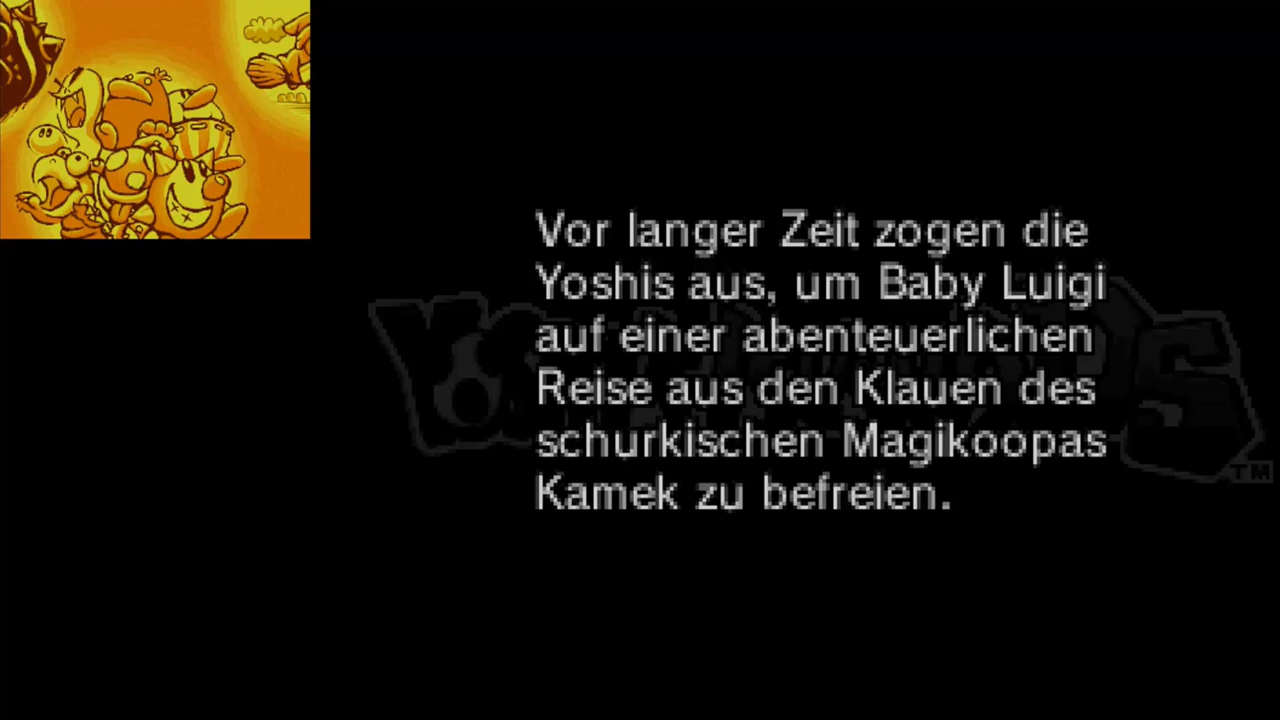 Vor langer Zeit zogen die
Yoshis aus, um Baby Luigi
auf einer abenteuerlichen
Reise aus den Klauen des
schurkischen Magikoopas
Kamek zu befreien.
TM